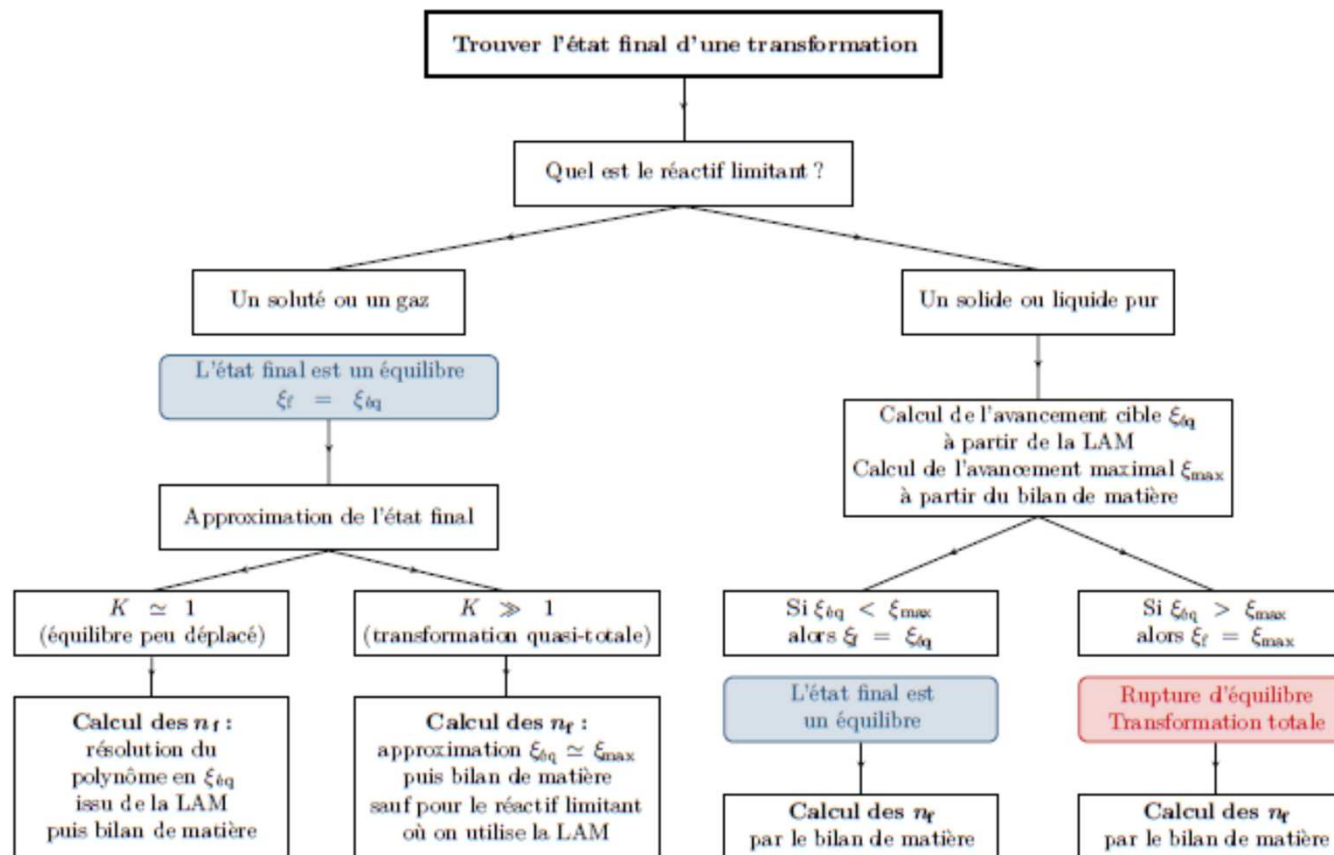 Trouver l'état final d'une transformation
Quel est le réactif limitant ?
Un soluté ou un gaz
Un solide ou liquide pur
L'état final est un équilibre
ξf = ξéq
Calcul de l'avancement cible ξéq
à partir de la LAM
Calcul de l'avancement maximal ξmax
à partir du bilan de matière
Approximation de l'état final
K ≃ 1
(équilibre peu déplacé)
K ≫ 1
(transformation quasi-totale)
Si ξéq < ξmax
alors ξf = ξéq
Si ξéq > ξmax
alors ξf = ξmax
L'état final est
un équilibre
Rupture d'équilibre
Transformation totale
Calcul des nf :
résolution du
polynôme en ξéq
issu de la LAM
puis bilan de matière
Calcul des nf :
approximation ξéq ≃ ξmax
puis bilan de matière
sauf pour le réactif limitant
où on utilise la LAM
Calcul des nf
par le bilan de matière
Calcul des nf
par le bilan de matière